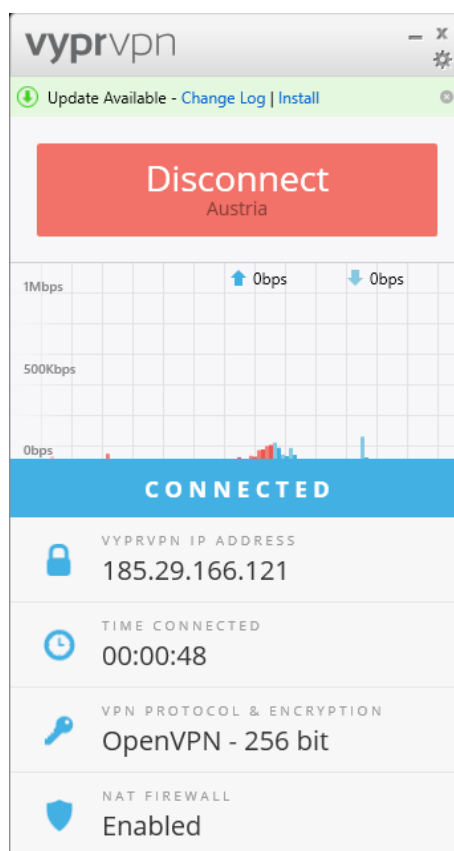 vyprvpn
Update Available - Change Log | Install
Disconnect
Austria
1Mbps
0bps 0bps
500Kbps
0bps
CONNECTED
VYPRVPN IP ADDRESS
185.29.166.121
TIME CONNECTED
00:00:48
VPN PROTOCOL & ENCRYPTION
OpenVPN - 256 bit
NAT FIREWALL
Enabled